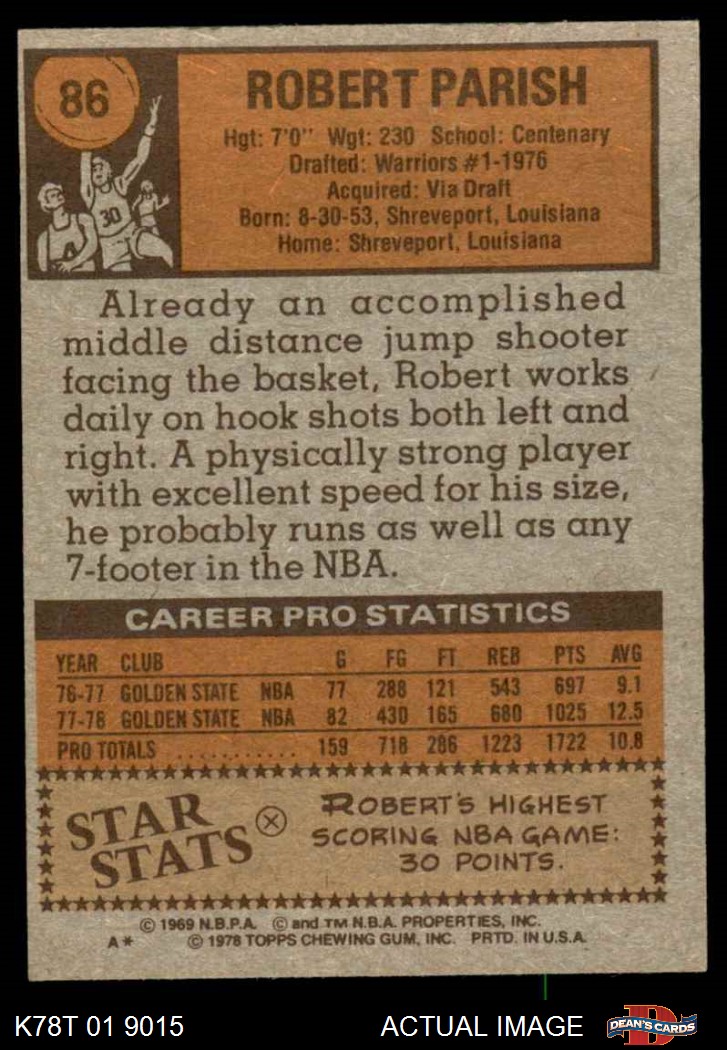 86
ROBERT PARISH
Hgt: 7'0" Wgt: 230 School: Centenary
Drafted: Warriors #1-1976
Acquired: Via Draft
Born: 8-30-53, Shreveport, Louisiana
Home: Shreveport, Louisiana
30
Already an accomplished
middle distance jump shooter
facing the basket, Robert works
daily on hook shots both left and
right. A physically strong player
with excellent speed for his size,
he probably runs as well as any
7-footer in the NBA.
CAREER PRO STATISTICS
YEAR CLUB G FG FT REB PTS AVG
76-77 GOLDEN STATE NBA 77 288 121 543 697 9.1
77-78 GOLDEN STATE NBA 82 430 165 680 1025 12.5
PRO TOTALS ........... 159 718 286 1223 1722 10.8
STAR STATS
ROBERT'S HIGHEST
SCORING NBA GAME:
30 POINTS.
© 1969 N.B.P.A. © and TM N.B.A. PROPERTIES, INC.
A* © 1978 TOPPS CHEWING GUM, INC. PRTD. IN U.S.A.
K78T 01 9015 ACTUAL IMAGE D DEAN'S CARDS